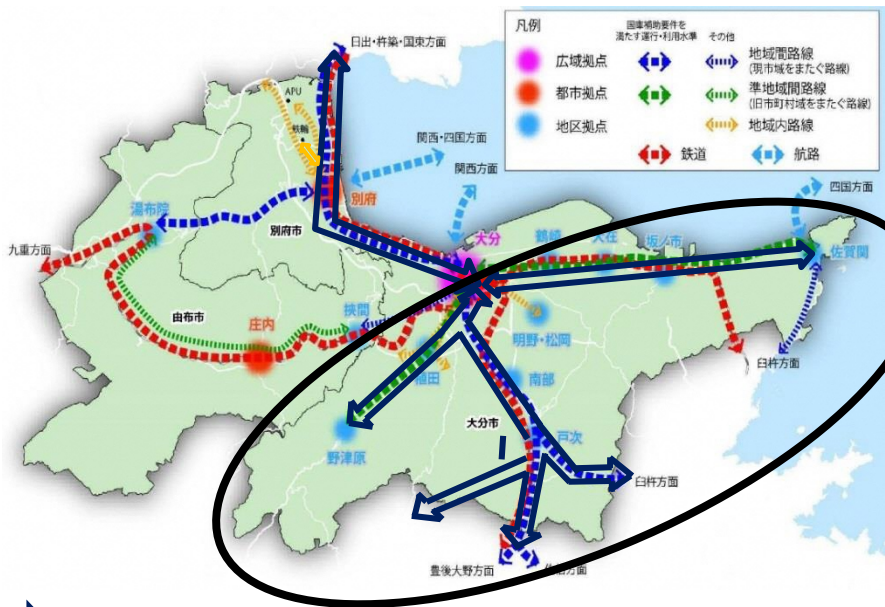 凡例
国庫補助要件を
満たす運行・利用水準
その他
広域拠点
都市拠点
地区拠点
地域間路線
(現市域をまたぐ路線)
準地域間路線
(旧市町村域をまたぐ路線)
地域内路線
鉄道
航路
日出・杵築・国東方面
APU
鉄輪
関西・四国方面
関西方面
四国方面
湯布院
別府
別府市
九重方面
大分
鶴崎
大在
坂ノ市
佐賀関
由布市
庄内
挾間
明野・松岡
臼杵方面
稙田
南部
大分市
戸次
野津原
臼杵方面
豊後大野方面
方面